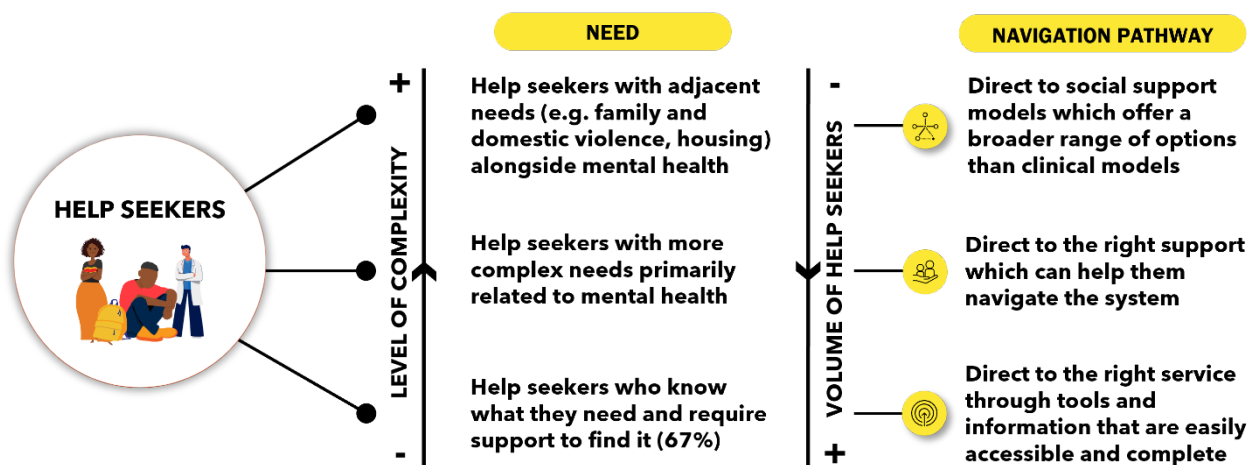 NEED
NAVIGATION PATHWAY
HELP SEEKERS
+
LEVEL OF COMPLEXITY
-
Help seekers with adjacent
needs (e.g. family and
domestic violence, housing)
alongside mental health
Help seekers with more
complex needs primarily
related to mental health
Help seekers who know
what they need and require
support to find it (67%)
-
VOLUME OF HELP SEEKERS
+
Direct to social support
models which offer a
broader range of options
than clinical models
Direct to the right support
which can help them
navigate the system
Direct to the right service
through tools and
information that are easily
accessible and complete